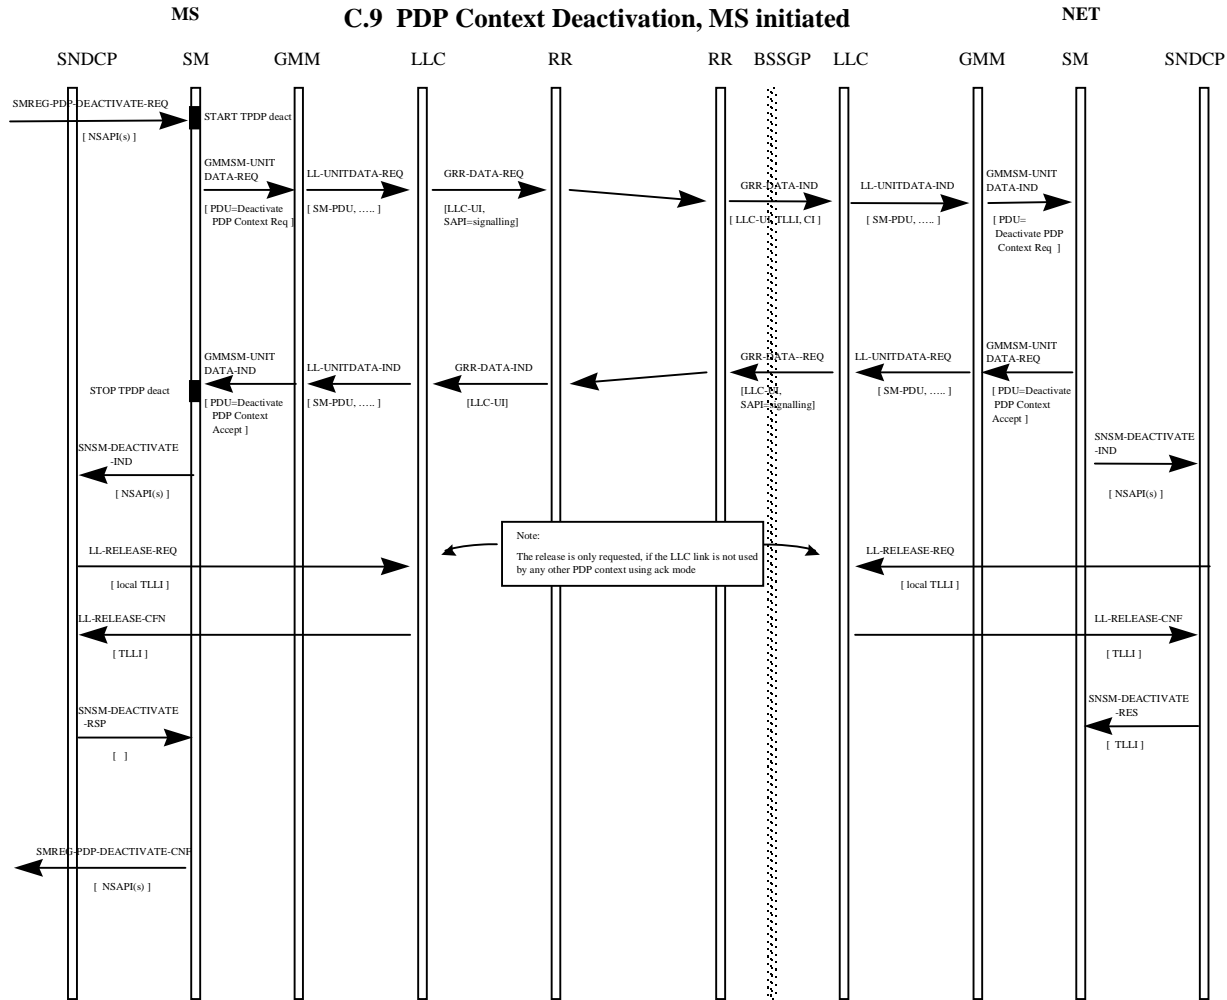 MS
C.9 PDP Context Deactivation, MS initiated
NET
SNDCP SM GMM LLC RR RR BSSGP LLC GMM SM SNDCP
SMREG-PDP-DEACTIVATE-REQ
[ NSAPI(s) ]
START TPDP deact
GMMSM-UNIT
DATA-REQ
[ PDU=Deactivate
PDP Context Req ]
LL-UNITDATA-REQ
[ SM-PDU, ..... ]
GRR-DATA-REQ
[LLC-UI,
SAPI=signalling]
GRR-DATA-IND
[ LLC-UI, TLLI, CI ]
LL-UNITDATA-IND
[ SM-PDU, ..... ]
GMMSM-UNIT
DATA-IND
[ PDU=
Deactivate PDP
Context Req ]
STOP TPDP deact
GMMSM-UNIT
DATA-IND
[ PDU=Deactivate
PDP Context
Accept ]
LL-UNITDATA-IND
[ SM-PDU, ..... ]
GRR-DATA-IND
[LLC-UI]
GRR-DATA--REQ
[LLC-UI,
SAPI=signalling]
LL-UNITDATA-REQ
[ SM-PDU, ..... ]
GMMSM-UNIT
DATA-REQ
[ PDU=Deactivate
PDP Context
Accept ]
SNSM-DEACTIVATE
-IND
[ NSAPI(s) ]
SNSM-DEACTIVATE
-IND
[ NSAPI(s) ]
LL-RELEASE-REQ
[ local TLLI ]
Note:
The release is only requested, if the LLC link is not used
by any other PDP context using ack mode
LL-RELEASE-REQ
[ local TLLI ]
LL-RELEASE-CFN
[ TLLI ]
LL-RELEASE-CNF
[ TLLI ]
SNSM-DEACTIVATE
-RSP
[ ]
SNSM-DEACTIVATE
-RES
[ TLLI ]
SMREG-PDP-DEACTIVATE-CNF
[ NSAPI(s) ]